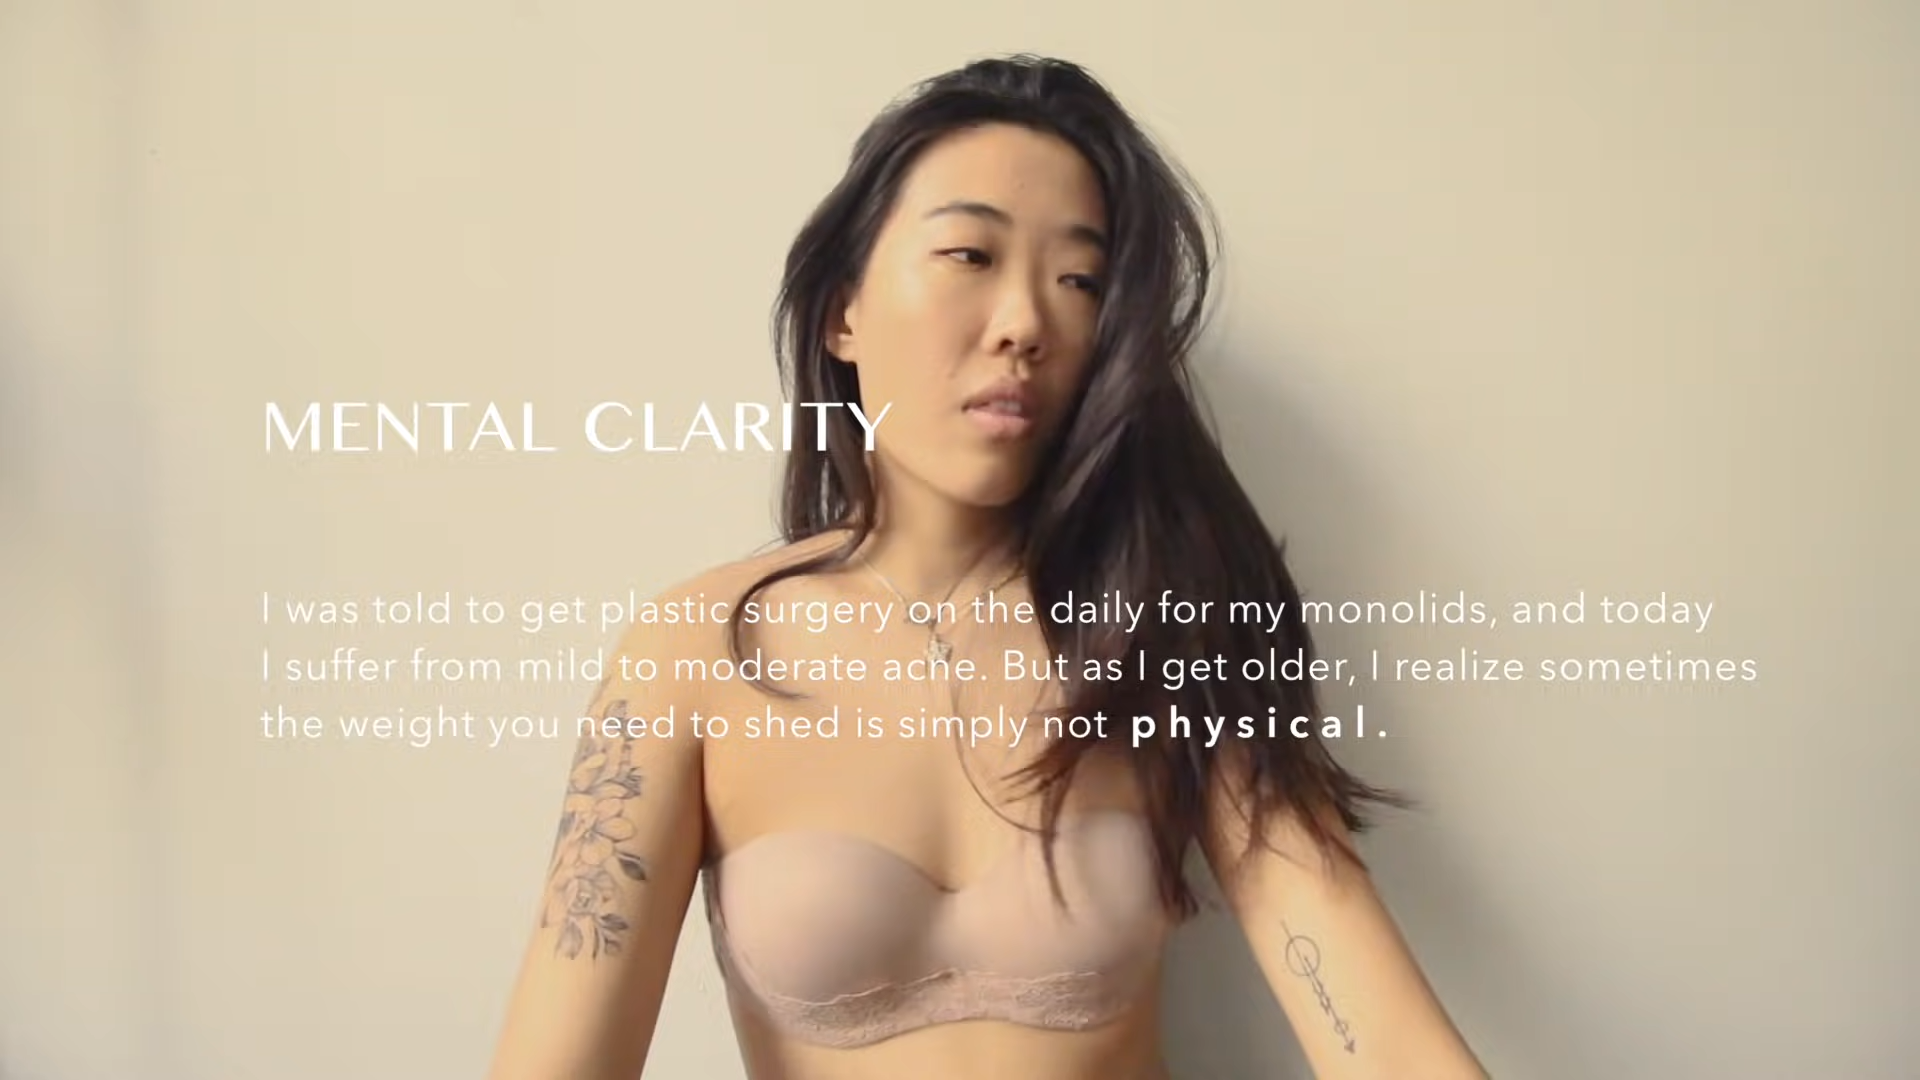 MENTAL CLARITY
I was told to get plastic surgery on the daily for my monolids, and today
I suffer from mild to moderate acne. But as I get older, I realize sometimes
the weight you need to shed is simply not physical.